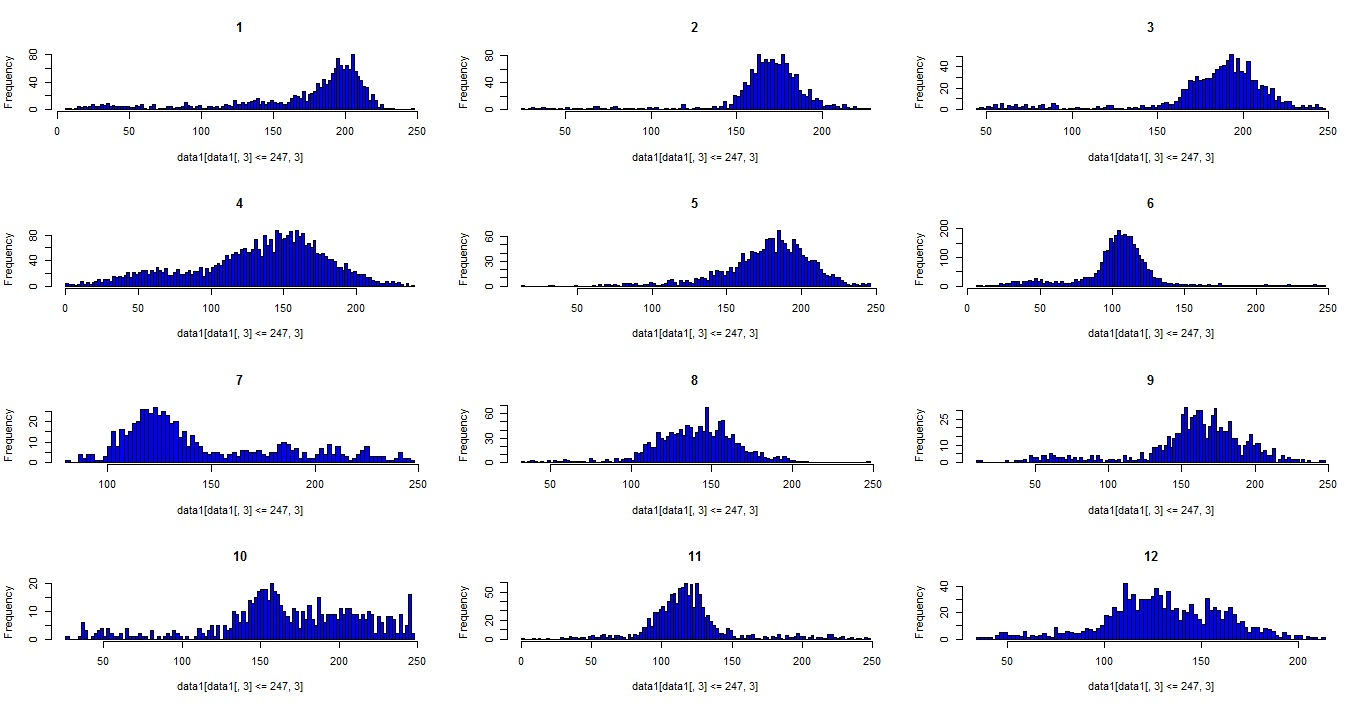 1
Frequency
0 40 80
0 50 100 150 200 250
data1[data1[, 3] <= 247, 3]
2
Frequency
0 40 80
50 100 150 200
data1[data1[, 3] <= 247, 3]
3
Frequency
0 20 40
50 100 150 200 250
data1[data1[, 3] <= 247, 3]
4
Frequency
0 40 80
0 50 100 150 200
data1[data1[, 3] <= 247, 3]
5
Frequency
0 30 60
50 100 150 200 250
data1[data1[, 3] <= 247, 3]
6
Frequency
0 100 200
0 50 100 150 200 250
data1[data1[, 3] <= 247, 3]
7
Frequency
0 10 20
100 150 200 250
data1[data1[, 3] <= 247, 3]
8
Frequency
0 30 60
50 100 150 200 250
data1[data1[, 3] <= 247, 3]
9
Frequency
0 10 25
50 100 150 200 250
data1[data1[, 3] <= 247, 3]
10
Frequency
0 5 10 20
50 100 150 200 250
data1[data1[, 3] <= 247, 3]
11
Frequency
0 20 50
0 50 100 150 200 250
data1[data1[, 3] <= 247, 3]
12
Frequency
0 20 40
50 100 150 200
data1[data1[, 3] <= 247, 3]